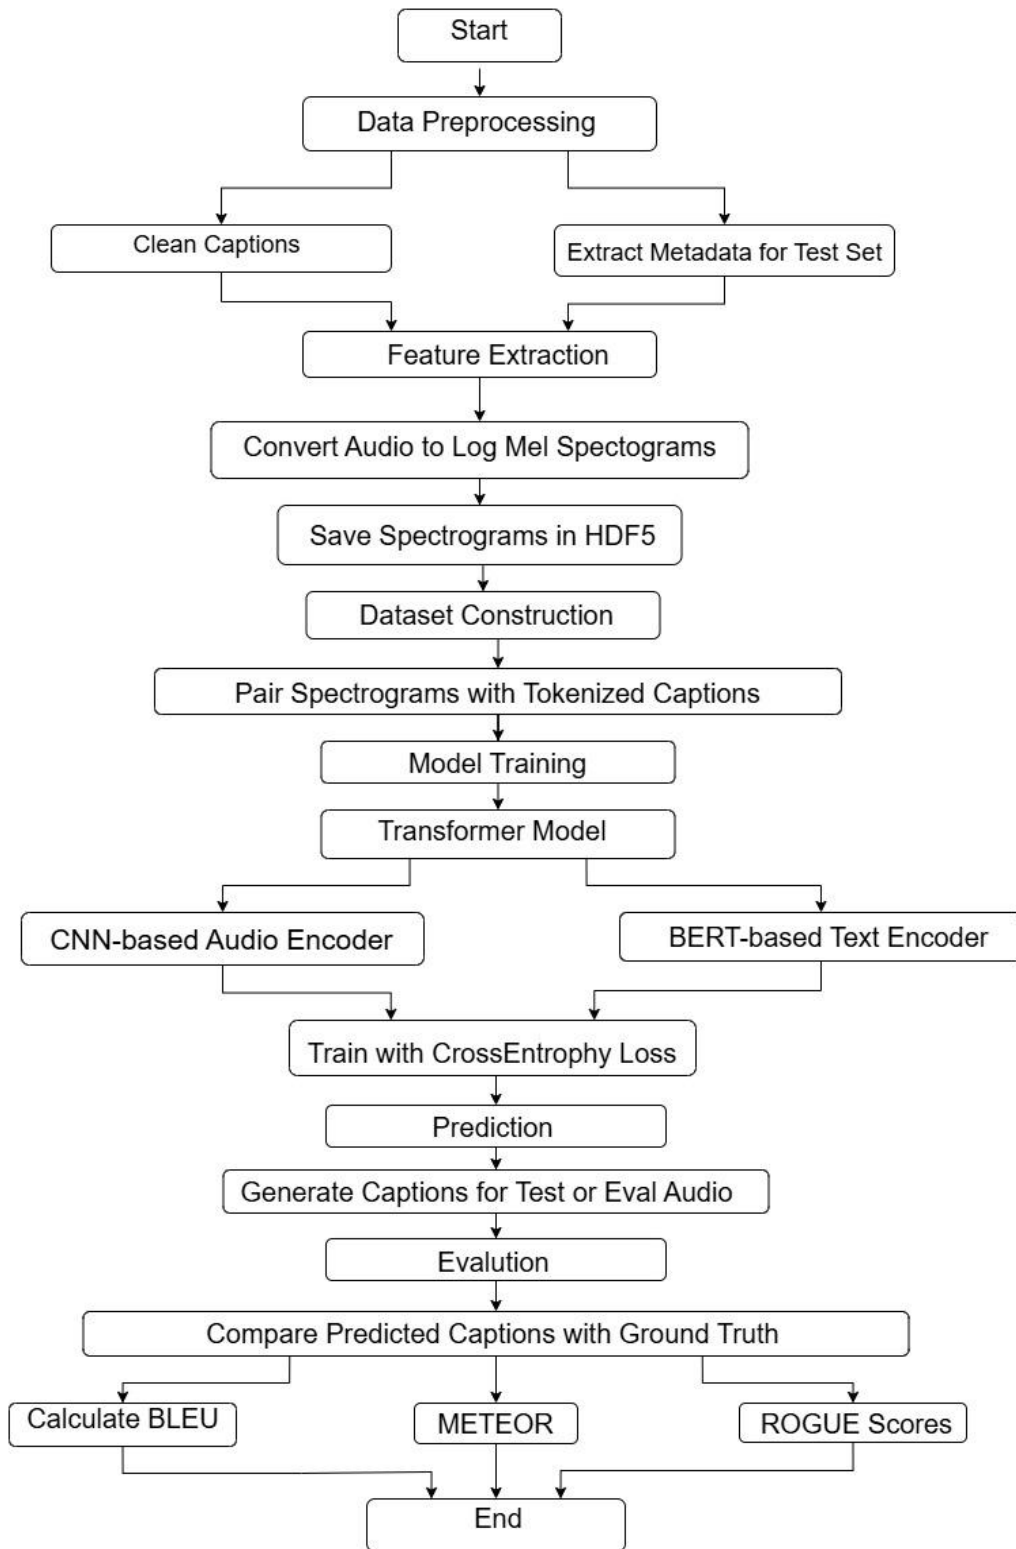 Start
Data Preprocessing
Clean Captions
Extract Metadata for Test Set
Feature Extraction
Convert Audio to Log Mel Spectograms
Save Spectrograms in HDF5
Dataset Construction
Pair Spectrograms with Tokenized Captions
Model Training
Transformer Model
CNN-based Audio Encoder
BERT-based Text Encoder
Train with CrossEntrophy Loss
Prediction
Generate Captions for Test or Eval Audio
Evalution
Compare Predicted Captions with Ground Truth
Calculate BLEU
METEOR
ROGUE Scores
End